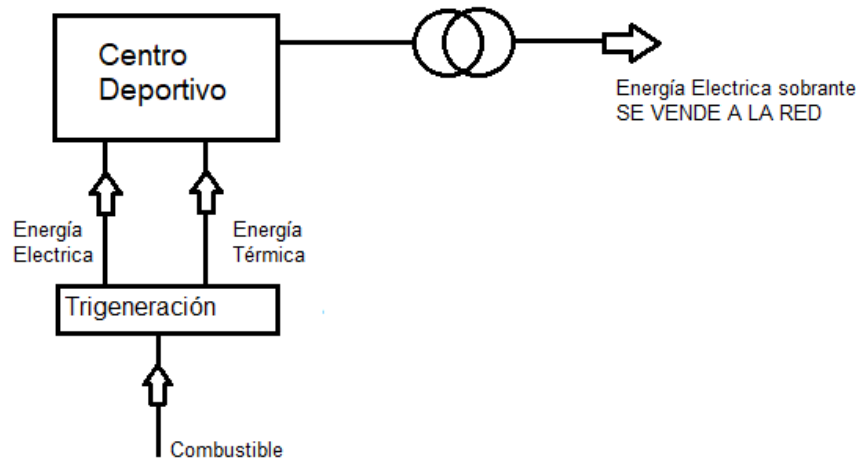 Centro
Deportivo
Energía Electrica sobrante
SE VENDE A LA RED
Energía
Electrica
Energía
Térmica
Trigeneración
Combustible